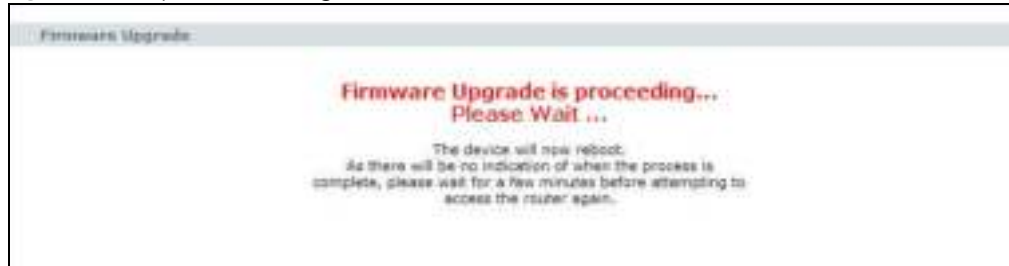 Firmware Upgrade
Firmware Upgrade is proceeding...
Please Wait ...
The device will now reboot.
As there will be no indication of when the process is
complete, please wait for a few minutes before attempting to
access the router again.